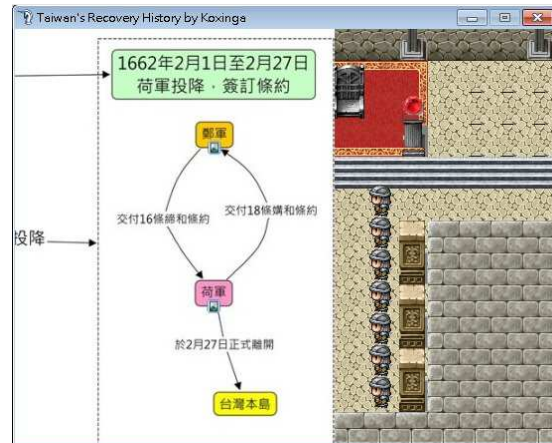 Taiwan's Recovery History by Koxinga
1662年2月1日至2月27日
荷軍投降，簽訂條約
鄭軍
交付16條締和條約
交付18條媾和條約
投降
荷軍
於2月27日正式離開
台灣本島